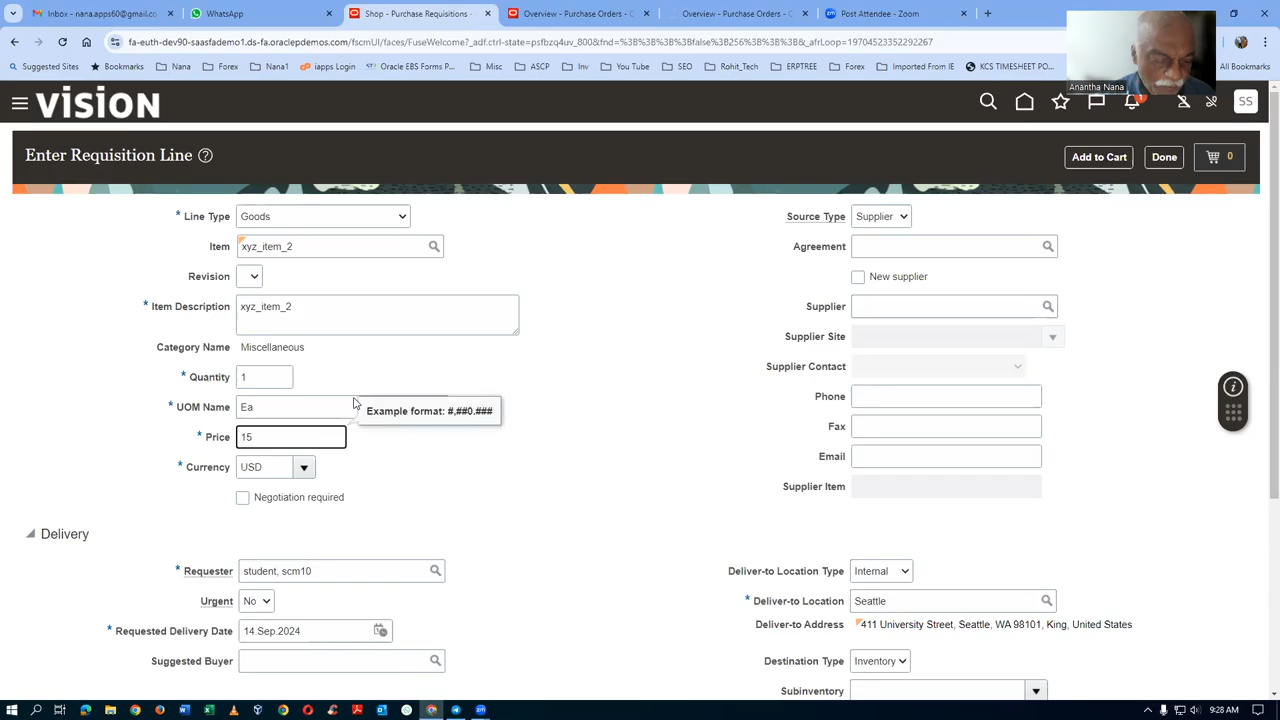 Inbox - nana.apps60@gmail.co
WhatsApp
Shop - Purchase Requisitions -
Overview - Purchase Orders - C
Overview - Purchase Orders - C
Post Attendee - Zoom
fa-euth-dev90-saasfademo1.ds-fa.oraclepdemos.com/fscmUI/faces/FuseWelcome?_adf.ctrl-state=psfbzq4uv_800&fnd=%3B%3B%3B%3Bfalse%3B256%3B%3B%3B&_afrLoop=19704523352292267
Suggested Sites
Bookmarks
Nana
Forex
Nana1
iapps Login
Oracle EBS Forms P...
Misc
ASCP
Inv
You Tube
SEO
Rohit_Tech
ERPTREE
Forex
Imported From IE
KCS TIMESHEET PO...
All Bookmarks
Anantha Nana
VISION
1
SS
Enter Requisition Line
Add to Cart
Done
0
* Line Type Goods
Item xyz_item_2
Revision
* Item Description xyz_item_2
Category Name Miscellaneous
* Quantity 1
* UOM Name Ea
Example format: #,##0.###
* Price 15
* Currency USD
Negotiation required
Source Type Supplier
Agreement
New supplier
Supplier
Supplier Site
Supplier Contact
Phone
Fax
Email
Supplier Item
Delivery
* Requester student, scm10
Urgent No
* Requested Delivery Date 14.Sep.2024
Suggested Buyer
Deliver-to Location Type Internal
* Deliver-to Location Seattle
Deliver-to Address 411 University Street, Seattle, WA 98101, King, United States
Destination Type Inventory
Subinventory
9:28 AM